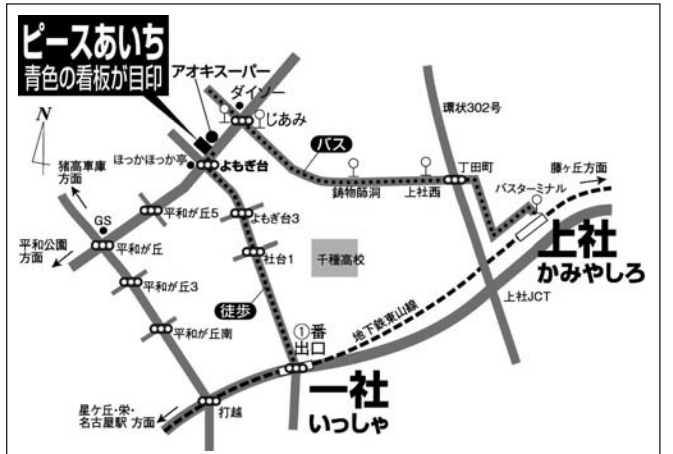 ピースあいち
青色の看板が目印
アオキスーパー
ダイソー
じあみ
N
バス
環状302号
ほっかほっか亭
よもぎ台
猪高車庫
方面
鋳物師洞
上社西
丁田町
藤ヶ丘方面
バスターミナル
GS
平和が丘5
よもぎ台3
平和公園
方面
平和が丘
社台1
千種高校
上社
かみやしろ
平和が丘3
徒歩
平和が丘南
①番
出口
地下鉄東山線
上社JCT
星ケ丘・栄・
名古屋駅 方面
打越
一社
いっしゃ